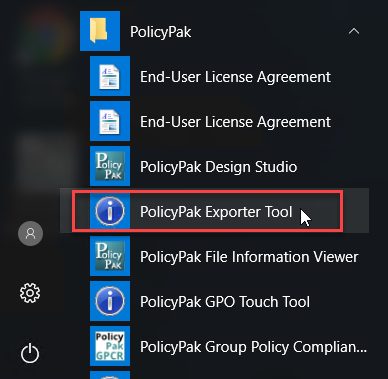 PolicyPak
End-User License Agreement
End-User License Agreement
Policy
PAK
PolicyPak Design Studio
PolicyPak Exporter Tool
Policy
PAK
PolicyPak File Information Viewer
PolicyPak GPO Touch Tool
Policy
Pak
GPCR
PolicyPak Group Policy Complian...